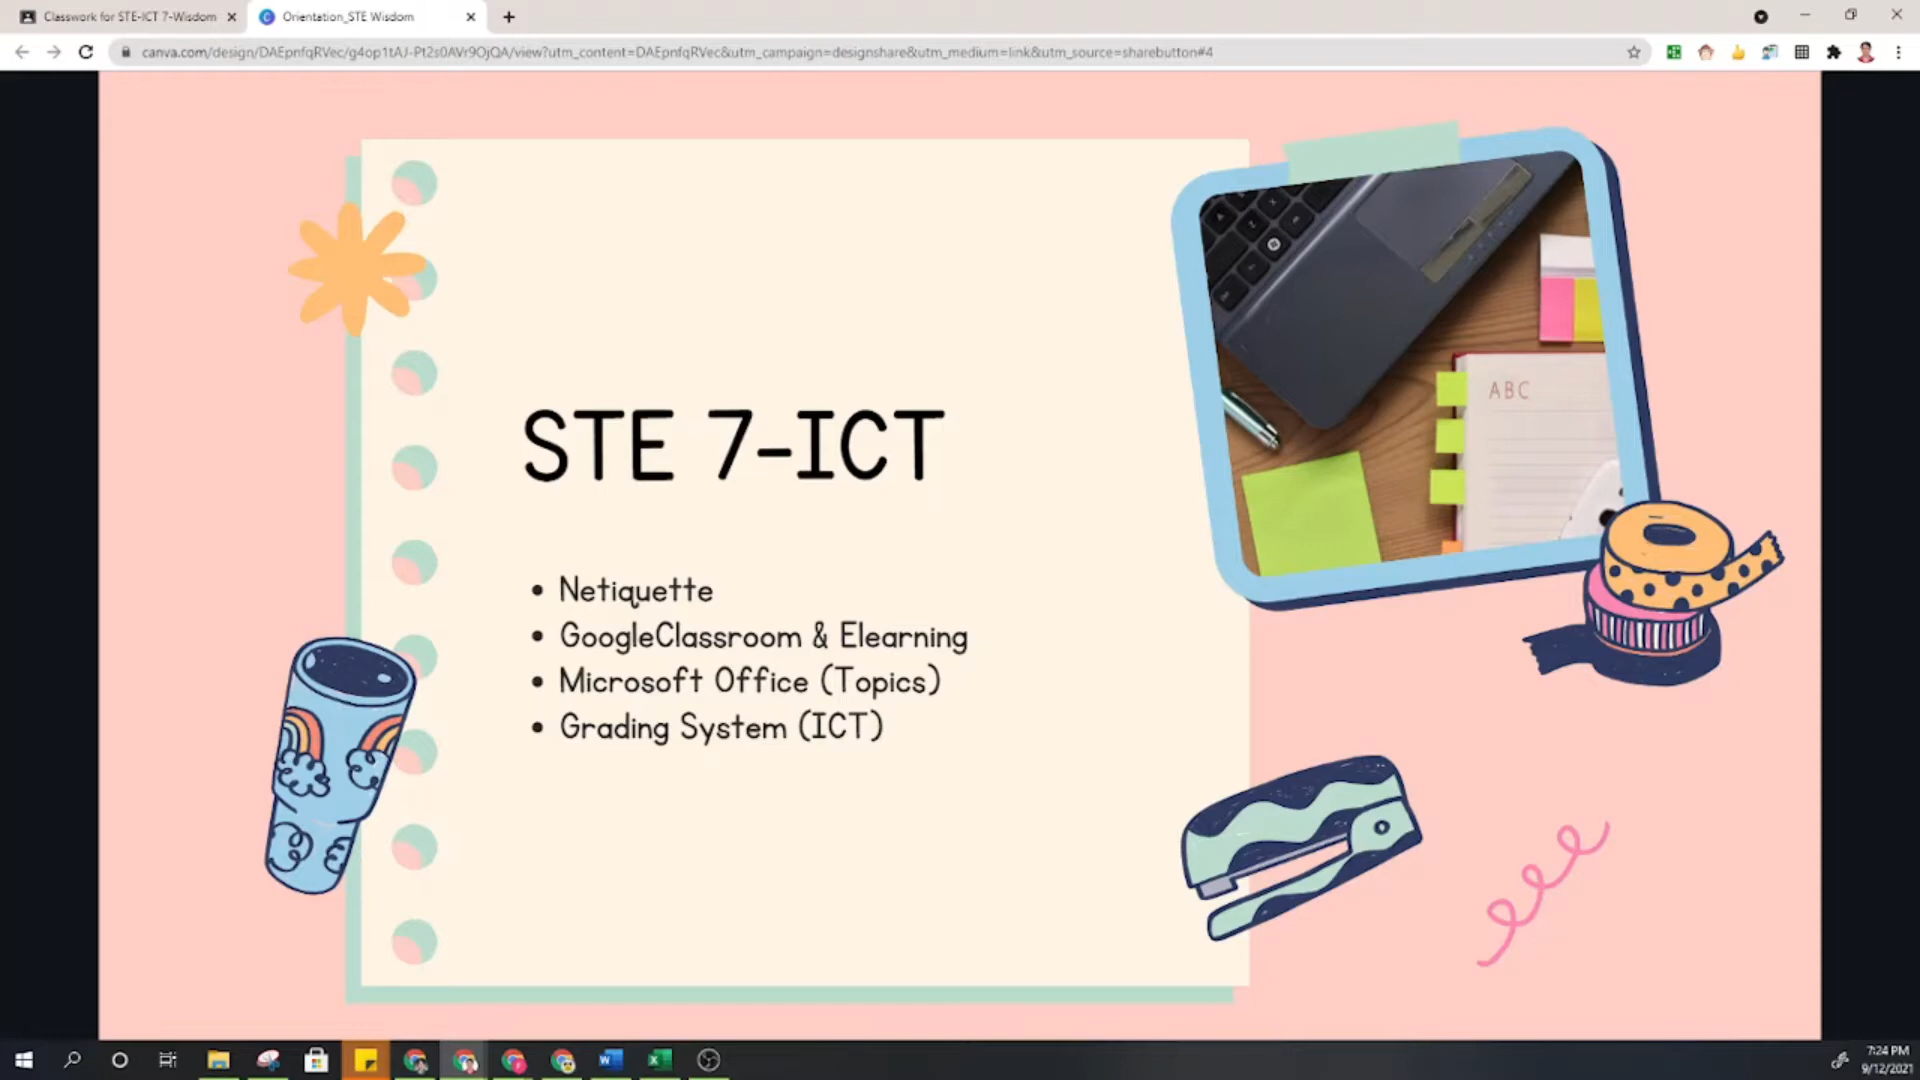 Classwork for STE-ICT 7-Wisdom
Orientation_STE Wisdom
canva.com/design/DAEpnfqRVec/g4op1tAJ-Pt2s0AVr9OjQA/view?utm_content=DAEpnfqRVec&utm_campaign=designshare&utm_medium=link&utm_source=sharebutton#4
ABC
STE 7-ICT
• Netiquette
• GoogleClassroom & Elearning
• Microsoft Office (Topics)
• Grading System (ICT)
7:24 PM
9/12/2021